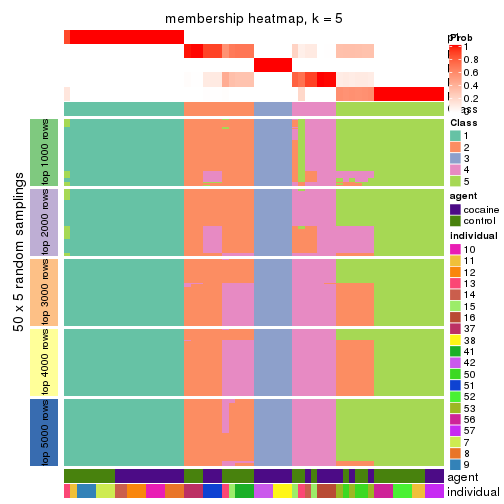 membership heatmap, k = 5
50 x 5 random samplings
top 1000 rows
top 2000 rows
top 3000 rows
top 4000 rows
top 5000 rows
Prob
1
0.8
0.6
0.4
0.2
0
Class
1
2
3
4
5
agent
cocaine
control
individual
10
11
12
13
14
15
16
37
38
41
42
50
51
52
53
56
57
7
8
9
agent
individual